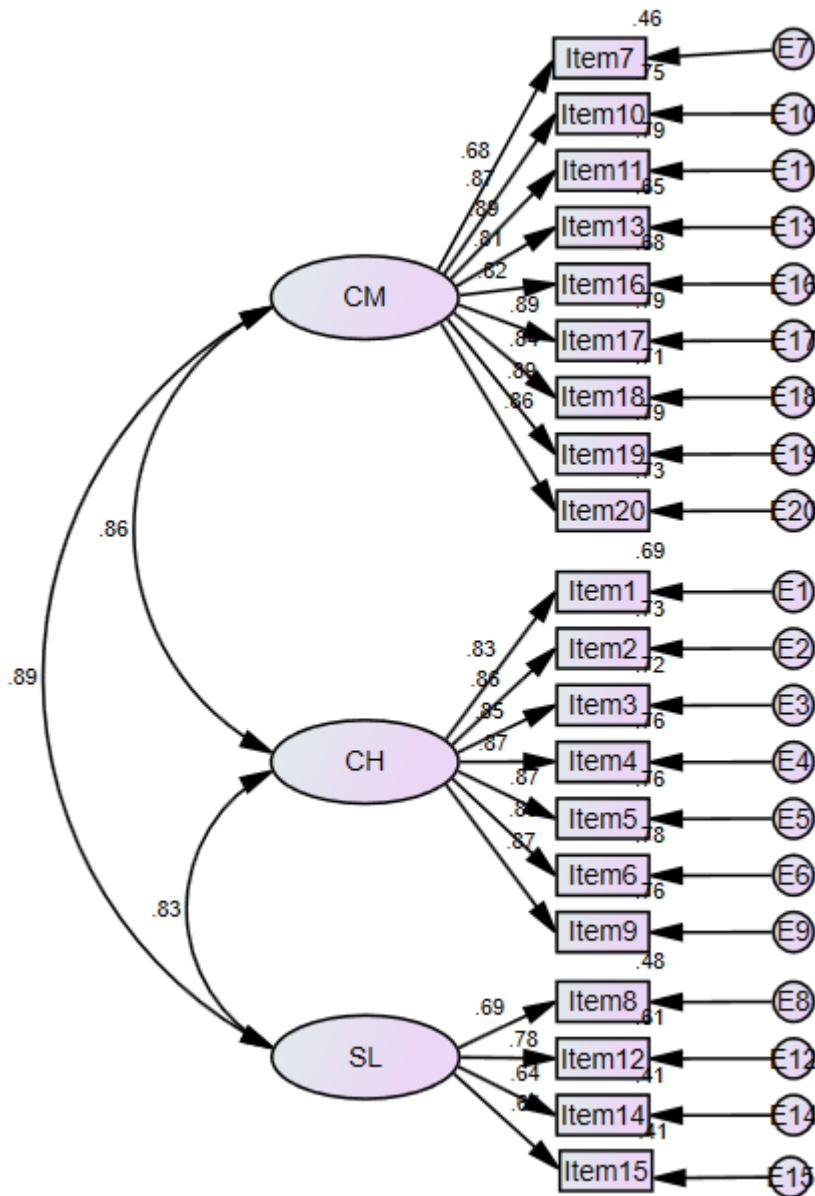 .46
Item7 E7
.75
Item10 E10
.79
Item11 E11
.65
Item13 E13
.68
Item16 E16
.79
Item17 E17
.71
Item18 E18
.79
Item19 E19
.73
Item20 E20
.68
.87
.89
.81
.82
.89
.84
.89
.86
CM
.86
.89
.69
Item1 E1
.73
Item2 E2
.72
Item3 E3
.76
Item4 E4
.76
Item5 E5
.78
Item6 E6
.76
Item9 E9
.83
.86
.85
.87
.87
.87
CH
.83
.48
Item8 E8
.61
Item12 E12
.41
Item14 E14
.41
Item15 E15
.69
.78
.64
SL